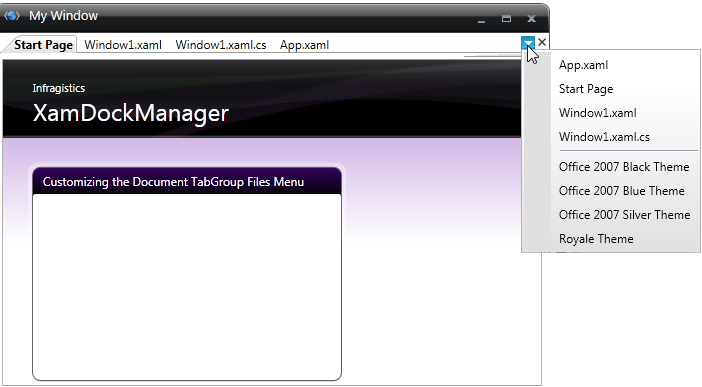 My Window
Start Page Window1.xaml Window1.xaml.cs App.xaml
App.xaml
Start Page
Window1.xaml
Window1.xaml.cs
Office 2007 Black Theme
Office 2007 Blue Theme
Office 2007 Silver Theme
Royale Theme
Infragistics
XamDockManager
Customizing the Document TabGroup Files Menu